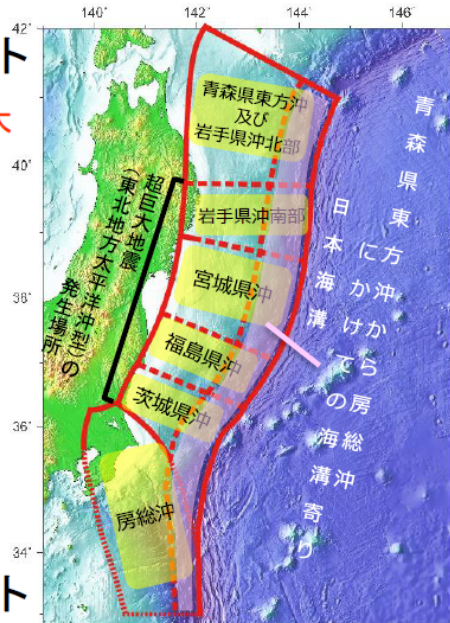 140°
142°
144°
146°
42°
40°
38°
36°
34°
ト
青森県東方沖
及び
岩手県沖北部
岩手県沖南部
宮城県沖
福島県沖
茨城県沖
房総沖
超巨大地震
(東北地方太平洋沖型)の
発生場所
青森県東方沖から房総沖
にかけての海溝寄り
日本海溝
ト